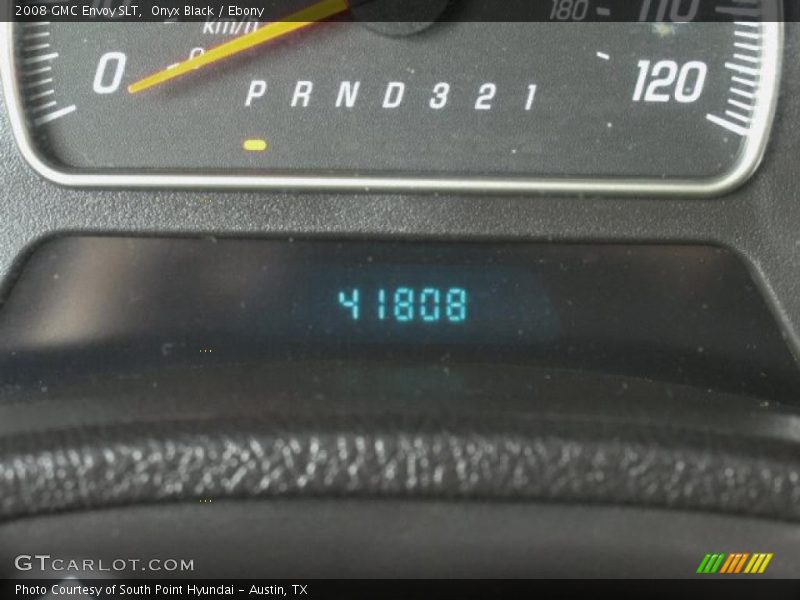 2008 GMC Envoy SLT,  Onyx Black / Ebony
km/h
180
110
0
0
120
P R N D 3 2 1
41808
GTCARLOT.COM
Photo Courtesy of South Point Hyundai - Austin, TX